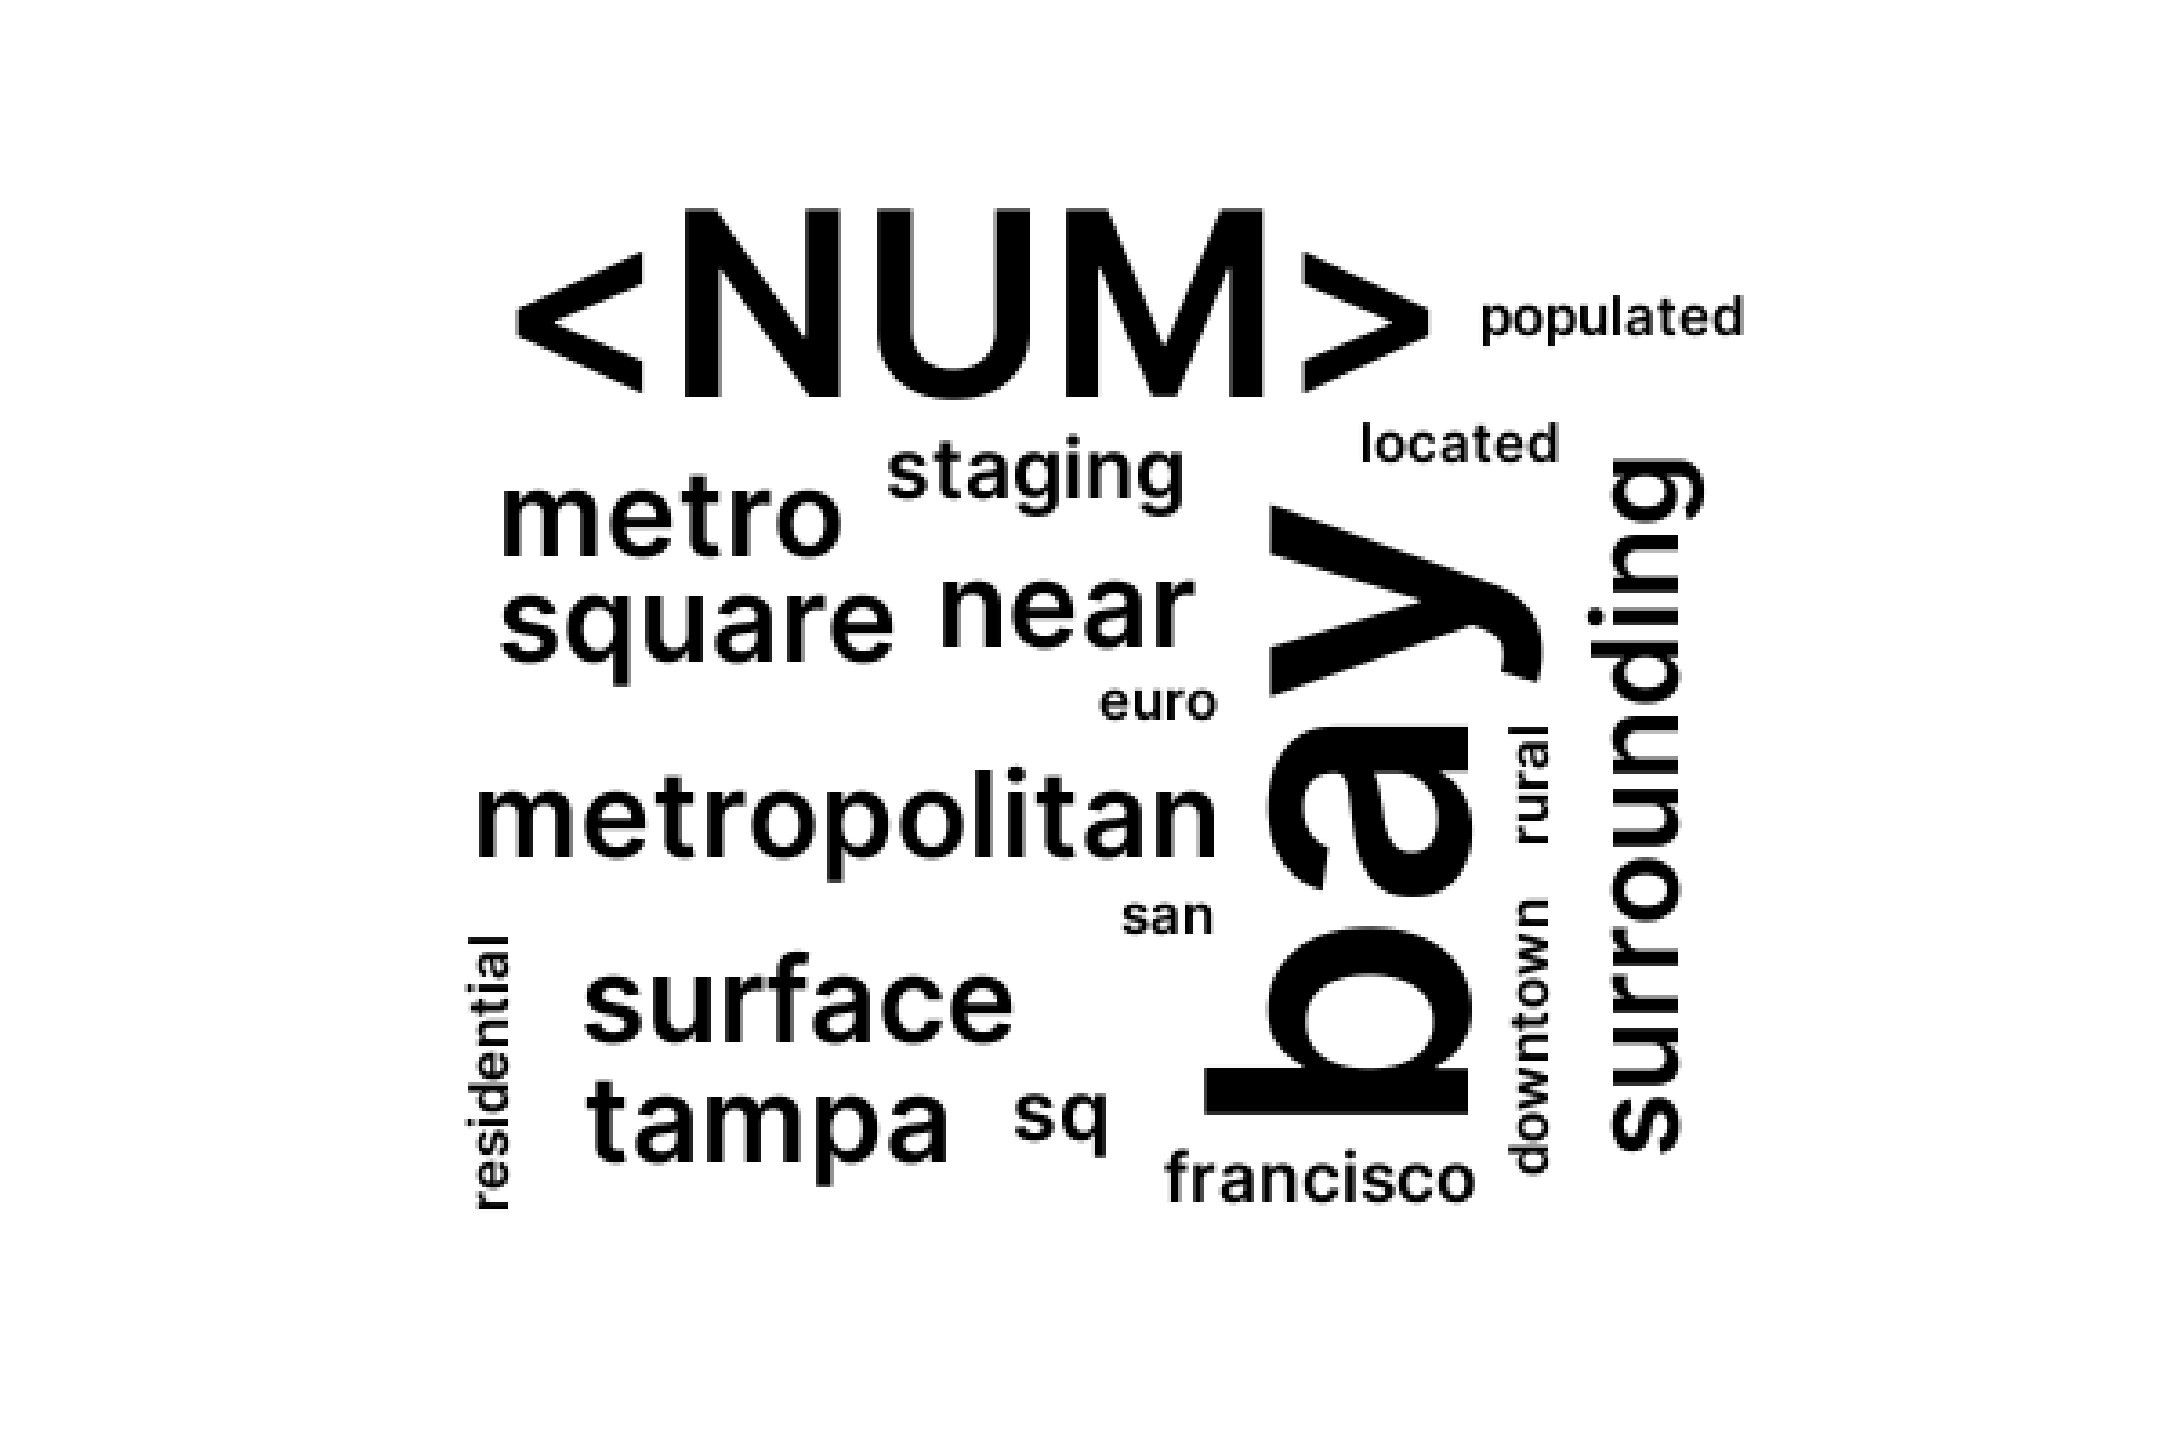 <NUM>
populated
located
staging
metro
surrounding
bay
square near
euro
rural
metropolitan
san
downtown
residential
surface
tampa sq
francisco